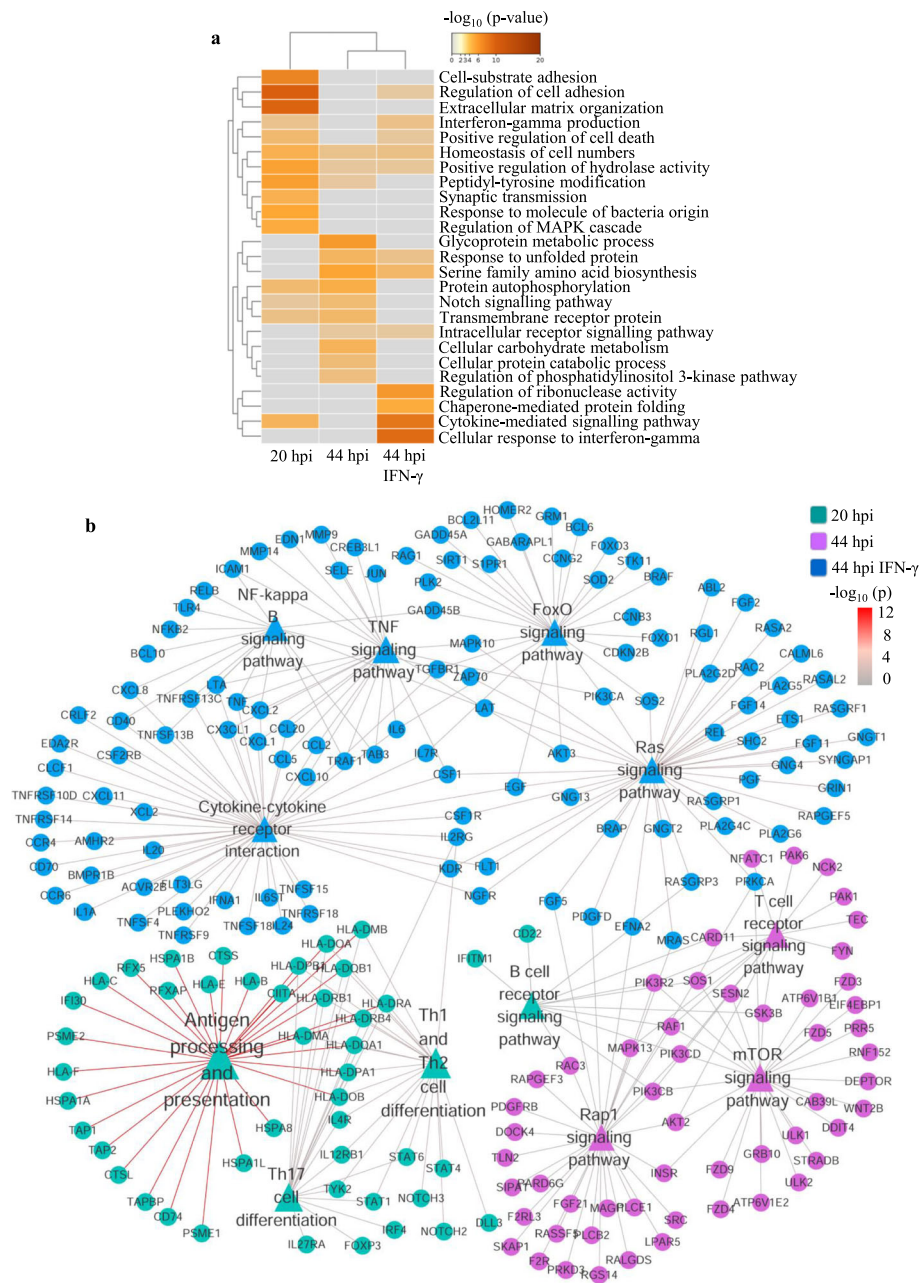 -log10 (p-value)
a
0 2 3 4 6 10 20
Cell-substrate adhesion
Regulation of cell adhesion
Extracellular matrix organization
Interferon-gamma production
Positive regulation of cell death
Homeostasis of cell numbers
Positive regulation of hydrolase activity
Peptidyl-tyrosine modification
Synaptic transmission
Response to molecule of bacteria origin
Regulation of MAPK cascade
Glycoprotein metabolic process
Response to unfolded protein
Serine family amino acid biosynthesis
Protein autophosphorylation
Notch signalling pathway
Transmembrane receptor protein
Intracellular receptor signalling pathway
Cellular carbohydrate metabolism
Cellular protein catabolic process
Regulation of phosphatidylinositol 3-kinase pathway
Regulation of ribonuclease activity
Chaperone-mediated protein folding
Cytokine-mediated signalling pathway
Cellular response to interferon-gamma
20 hpi 44 hpi 44 hpi
IFN-γ
b
20 hpi
44 hpi
44 hpi IFN-γ
-log10 (p)
12
8
4
0
NF-kappa
B
signaling
pathway
TNF
signaling
pathway
FoxO
signaling
pathway
Ras
signaling
pathway
Cytokine-cytokine
receptor
interaction
Antigen
processing
and
presentation
Th1
and
Th2
cell
differentiation
Th17
cell
differentiation
B cell
receptor
signaling
pathway
T cell
receptor
signaling
pathway
mTOR
signaling
pathway
Rap1
signaling
pathway
HOMER2
BCL2L11
GRM1
BCL6
GADD45A
GABARAPL1
FOXO3
RAG1
SIRT1
S1PR1
CCNG2
STK11
PLK2
SOD2
BRAF
MMP9
EDN1
CREB3L1
MMP14
SELE
JUN
ICAM1
RELB
TLR4
NFKB2
BCL10
GADD45B
MAPK10
CCNB3
FOXO1
CDKN2B
ABL2
FGF2
RGL1
RASA2
RAC2
CALML6
PLA2G2D
PLA2G5
RASAL2
TGFBR1
ZAP70
PIK3CA
SOS2
FGF14
RASGRF1
ETS1
REL
SHC2
FGF11
GNGT1
GNG4
SYNGAP1
PGF
GRIN1
RASGRP1
RAPGEF5
PLA2G4C
PLA2G6
CXCL8
LTA
TNFRSF13C
TNF
CXCL2
CRLF2
CD40
TNFSF13B
CX3CL1
CCL20
CXCL1
CCL2
CCL5
CXCL10
TRAF1
TAB3
IL6
LAT
IL7R
CSF1
AKT3
EGF
GNG13
EDA2R
CSF2RB
CLCF1
TNFRSF10D
CXCL11
XCL2
TNFRSF14
AMHR2
CCR4
IL20
CD70
BMPR1B
ACVR2B
FLT3LG
CCR6
IFNA1
IL6ST
TNFSF15
PLEKHO2
IL1A
TNFSF4
TNFRSF9
TNFSF18
IL24
TNFRSF18
CSF1R
IL2RG
KDR
FLT1
NGFR
BRAP
GNGT2
RASGRP3
FGF5
PDGFD
EFNA2
MRAS
PRKCA
NFATC1
PAK6
NCK2
PAK1
TEC
FYN
CARD11
CD22
IFITM1
PIK3R2
SOS1
SESN2
GSK3B
RAF1
MAPK13
PIK3CD
PIK3CB
AKT2
FZD3
ATP6V1B1
EIF4EBP1
FZD5
PRR5
RNF152
DEPTOR
CAB39L
WNT2B
DDIT4
ULK1
STRADB
GRB10
ULK2
FZD9
ATP6V1E2
FZD4
RAC3
RAPGEF3
PDGFRB
DOCK4
TLN2
PARD6G
SIPA1
FGF21
MAGI
PLCE1
F2RL3
RASSF5
PLCB2
SKAP1
F2R
PRKD3
RGS14
RALGDS
LPAR5
SRC
INSR
HLA-DMB
HLA-DOA
HLA-DPB1
HLA-DQB1
CTSS
HSPA1B
RFX5
HLA-C
RFXAP
HLA-E
HLA-B
CIITA
HLA-DRB1
HLA-DRA
HLA-DRB4
IFI30
PSME2
HLA-DMA
HLA-DQA1
HLA-F
HLA-DPA1
HSPA1A
HLA-DOB
TAP1
HSPA8
IL4R
TAP2
HSPA1L
IL12RB1
STAT6
STAT4
CTSL
TYK2
STAT1
NOTCH3
TAPBP
CD74
PSME1
IL27RA
FOXP3
IRF4
NOTCH2
DLL3